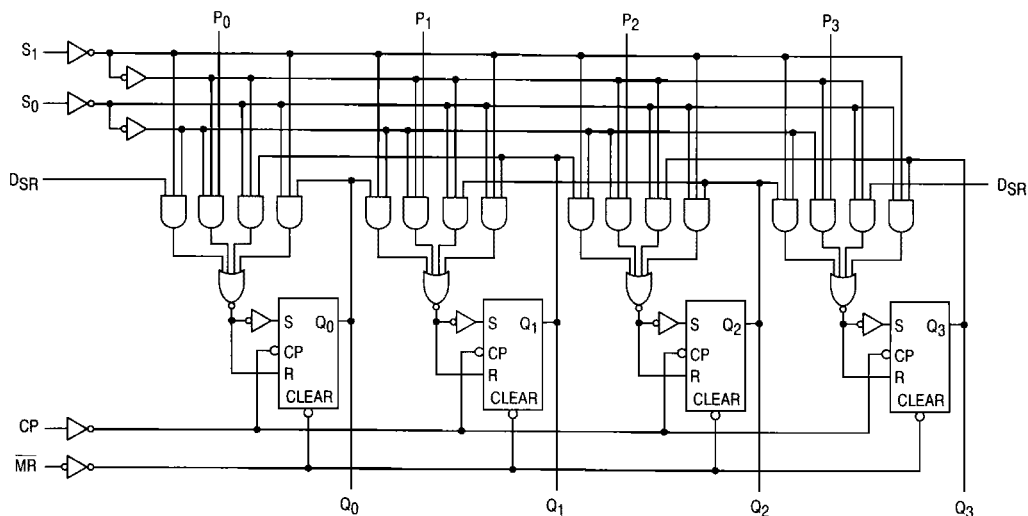 P0 P1 P2 P3
S1
S0
DSR DSR
S Q0 S Q1 S Q2 S Q3
CP CP CP CP
R R R R
CLEAR CLEAR CLEAR CLEAR
CP
M̅R̅
Q0 Q1 Q2 Q3